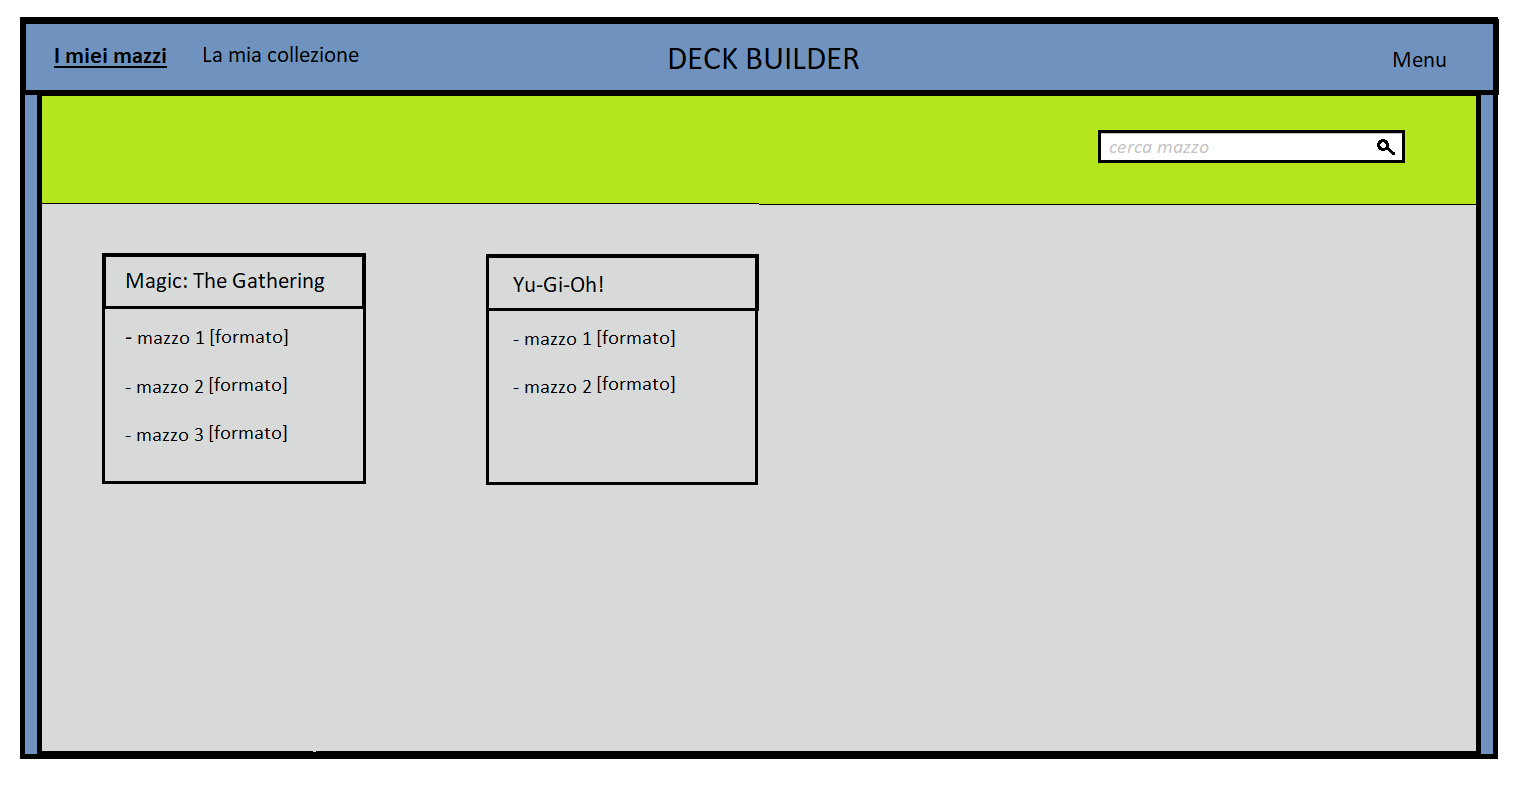 I miei mazzi
La mia collezione
DECK BUILDER
Menu
cerca mazzo
Magic: The Gathering
- mazzo 1 [formato]
- mazzo 2 [formato]
- mazzo 3 [formato]
Yu-Gi-Oh!
- mazzo 1 [formato]
- mazzo 2 [formato]